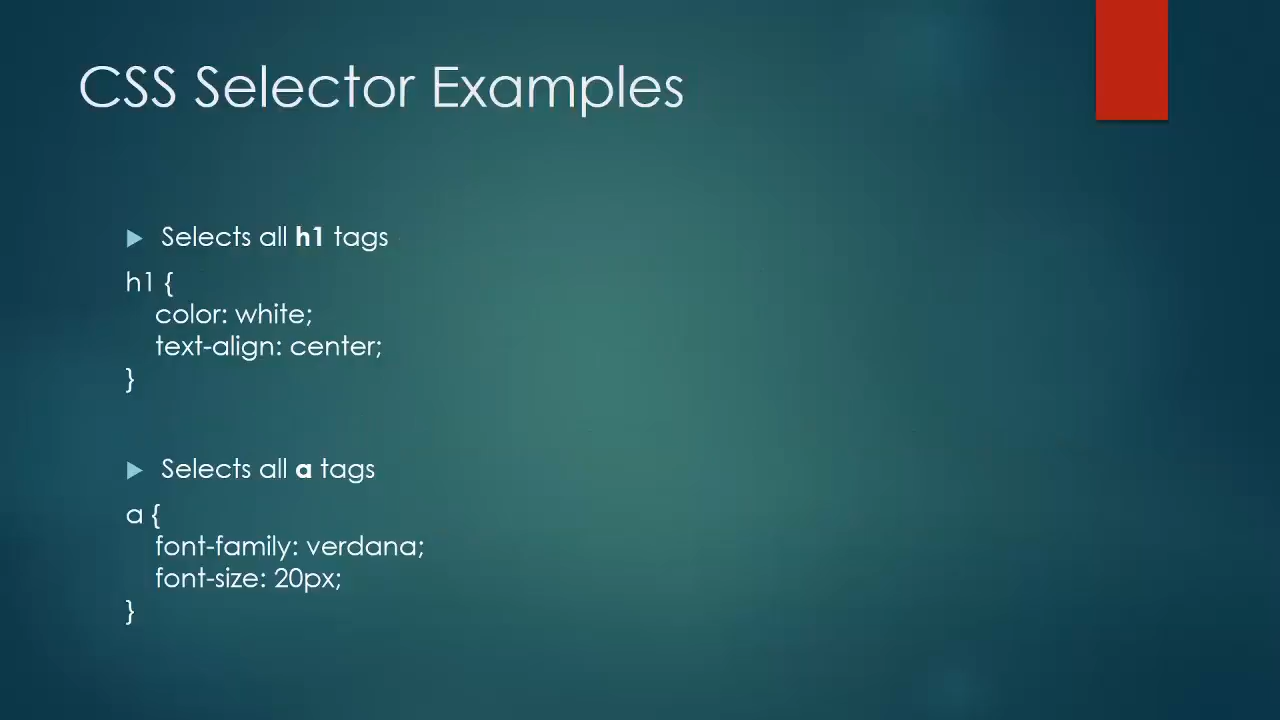 CSS Selector Examples
Selects all h1 tags
h1 {
color: white;
text-align: center;
}
Selects all a tags
a {
font-family: verdana;
font-size: 20px;
}